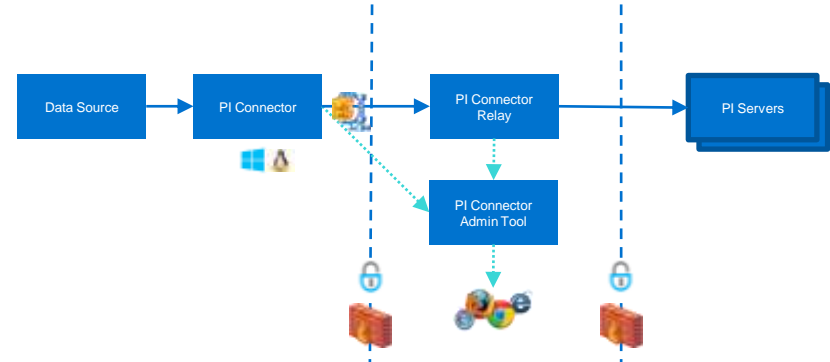 Data Source
PI Connector
PI Connector
Relay
PI Servers
PI Connector
Admin Tool